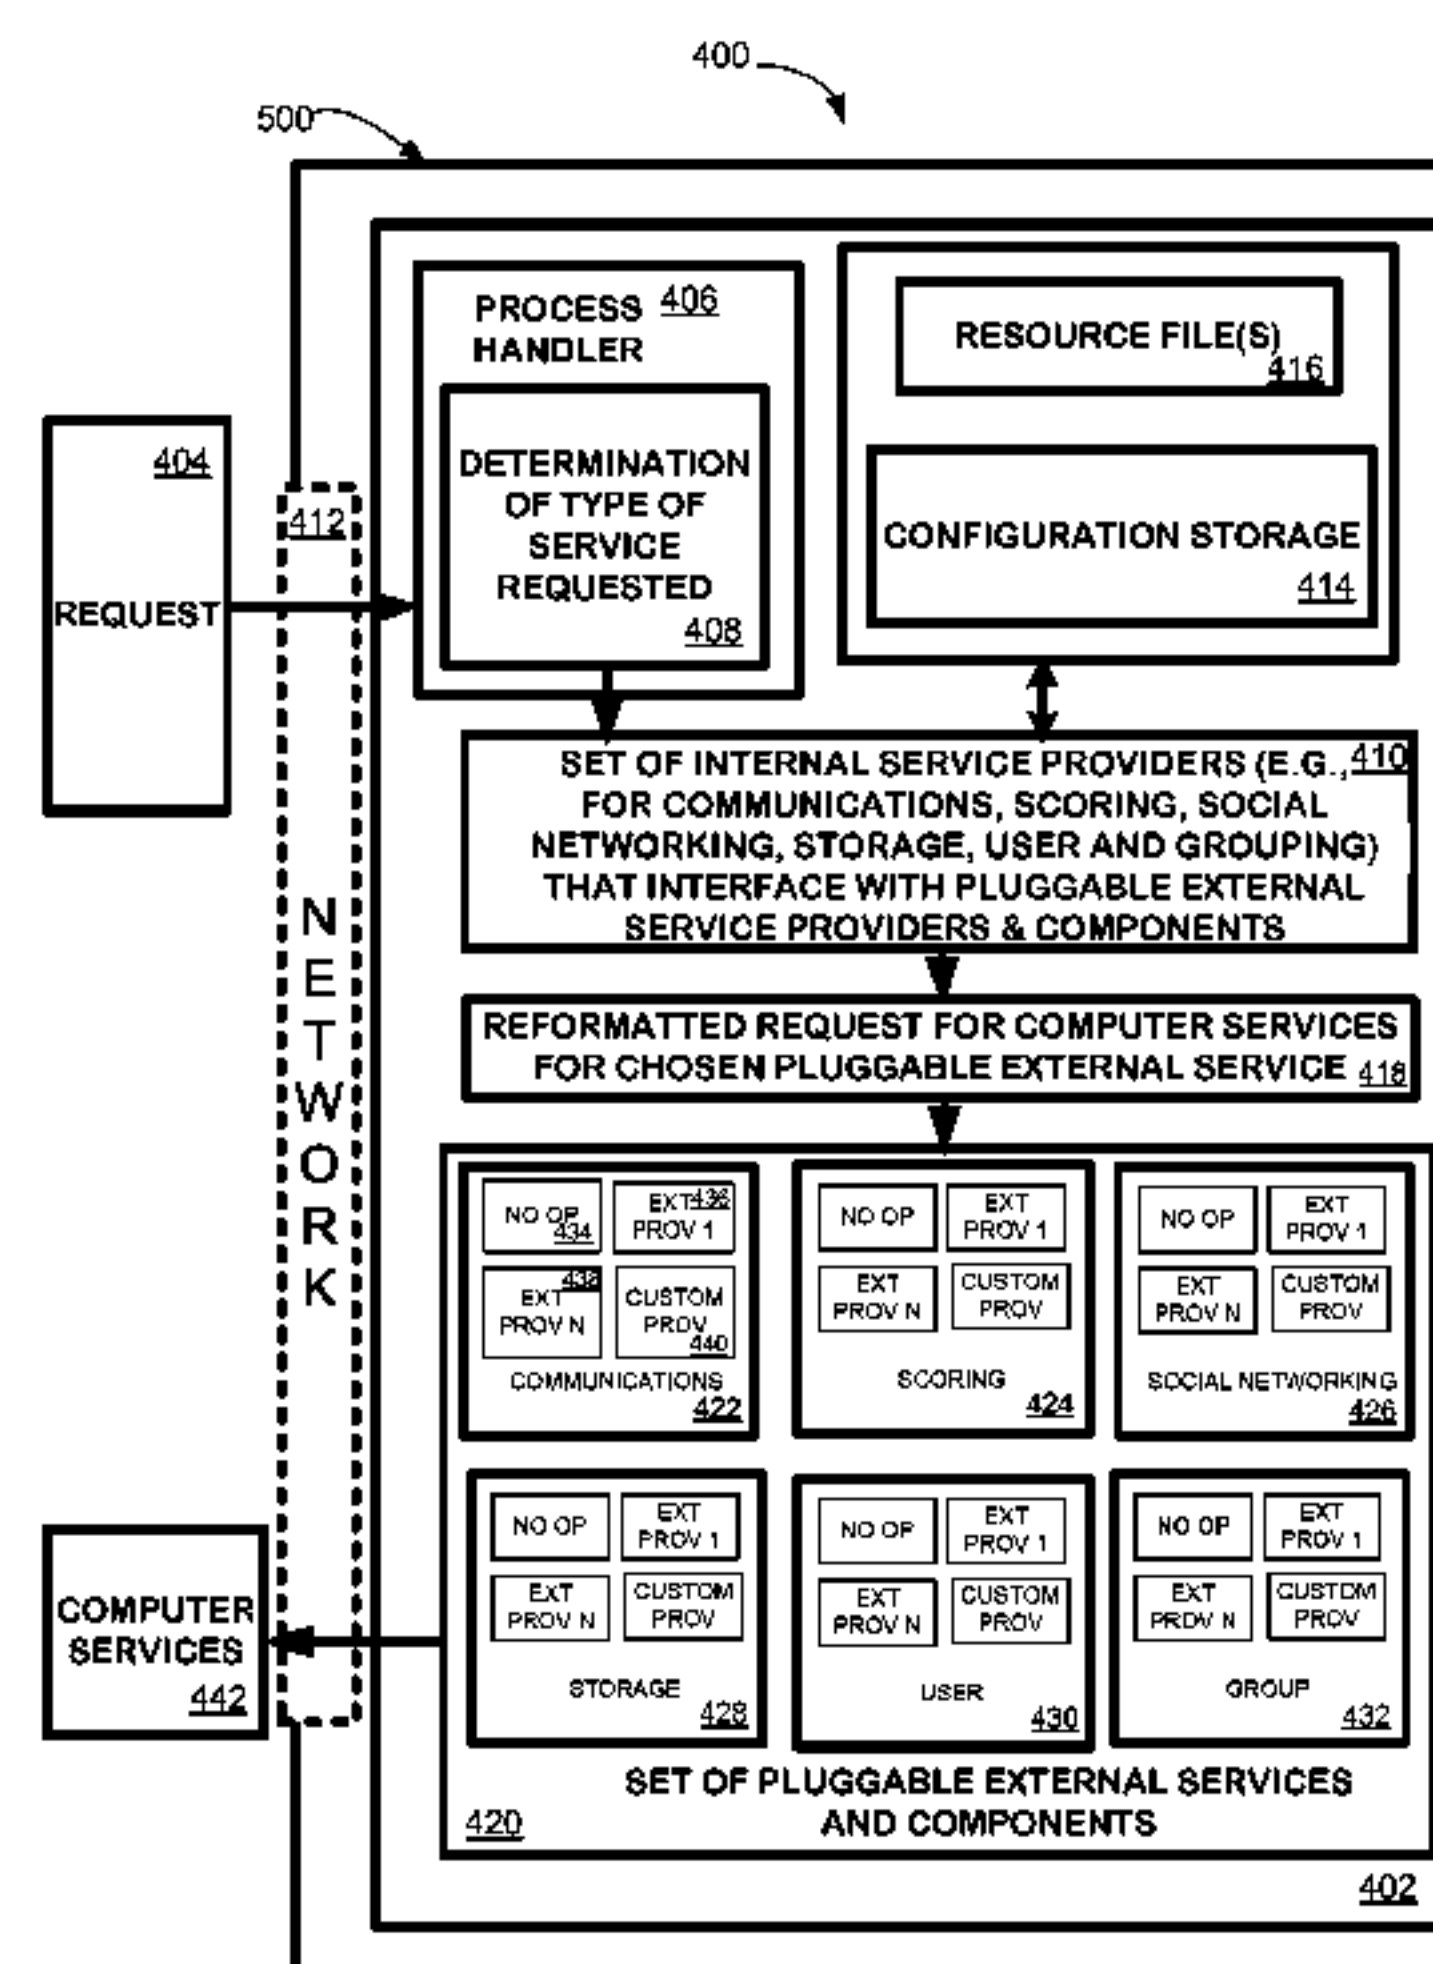 400
500
PROCESS 406
HANDLER
RESOURCE FILE(S)
416
404
REQUEST
412
DETERMINATION
OF TYPE OF
SERVICE
REQUESTED
408
CONFIGURATION STORAGE
414
SET OF INTERNAL SERVICE PROVIDERS (E.G., 410
FOR COMMUNICATIONS, SCORING, SOCIAL
NETWORKING, STORAGE, USER AND GROUPING)
THAT INTERFACE WITH PLUGGABLE EXTERNAL
SERVICE PROVIDERS & COMPONENTS
NETWORK
REFORMATTED REQUEST FOR COMPUTER SERVICES
FOR CHOSEN PLUGGABLE EXTERNAL SERVICE 418
NO OP
434
EXT 436
PROV 1
438
EXT
PROV N
CUSTOM
PROV
440
COMMUNICATIONS
422
NO OP
EXT
PROV 1
EXT
PROV N
CUSTOM
PROV
SCORING
424
NO OP
EXT
PROV 1
EXT
PROV N
CUSTOM
PROV
SOCIAL NETWORKING
426
NO OP
EXT
PROV 1
EXT
PROV N
CUSTOM
PROV
STORAGE
428
NO OP
EXT
PROV 1
EXT
PROV N
CUSTOM
PROV
USER
430
NO OP
EXT
PROV 1
EXT
PROV N
CUSTOM
PROV
GROUP
432
COMPUTER
SERVICES
442
SET OF PLUGGABLE EXTERNAL SERVICES
AND COMPONENTS
420
402